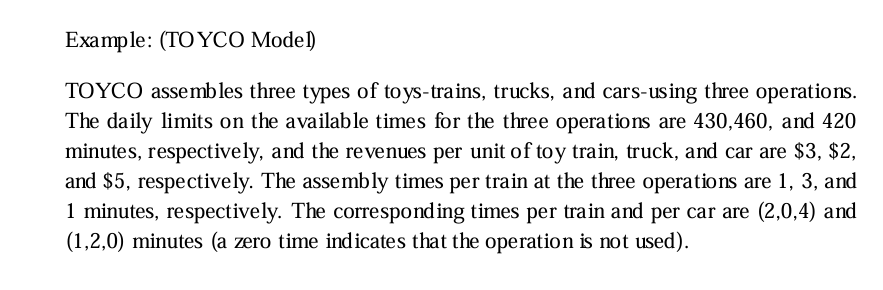 Example: (TOYCO Model)
TOYCO assembles three types of toys-trains, trucks, and cars-using three operations.
The daily limits on the available times for the three operations are 430,460, and 420
minutes, respectively, and the revenues per unit of toy train, truck, and car are $3, $2,
and $5, respectively. The assembly times per train at the three operations are 1, 3, and
1 minutes, respectively. The corresponding times per train and per car are (2,0,4) and
(1,2,0) minutes (a zero time indicates that the operation is not used).